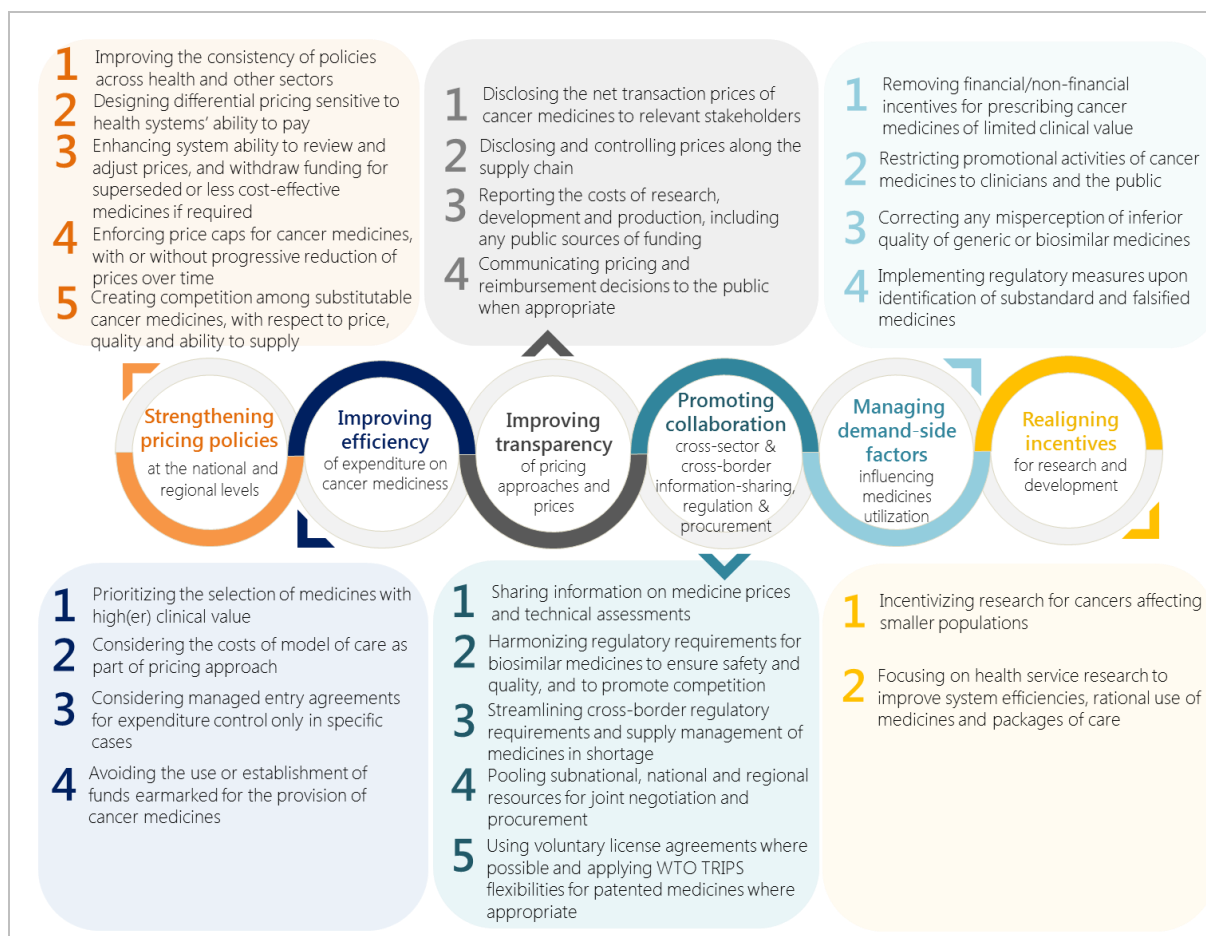 1 Improving the consistency of policies
across health and other sectors
2 Designing differential pricing sensitive to
health systems' ability to pay
3 Enhancing system ability to review and
adjust prices, and withdraw funding for
superseded or less cost-effective
medicines if required
4 Enforcing price caps for cancer medicines,
with or without progressive reduction of
prices over time
5 Creating competition among substitutable
cancer medicines, with respect to price,
quality and ability to supply
1 Disclosing the net transaction prices of
cancer medicines to relevant stakeholders
2 Disclosing and controlling prices along the
supply chain
3 Reporting the costs of research,
development and production, including
any public sources of funding
4 Communicating pricing and
reimbursement decisions to the public
when appropriate
1 Removing financial/non-financial
incentives for prescribing cancer
medicines of limited clinical value
2 Restricting promotional activities of cancer
medicines to clinicians and the public
3 Correcting any misperception of inferior
quality of generic or biosimilar medicines
4 Implementing regulatory measures upon
identification of substandard and falsified
medicines
Strengthening
pricing policies
at the national and
regional levels
Improving
efficiency
of expenditure on
cancer mediciness
Improving
transparency
of pricing
approaches and
prices
Promoting
collaboration
cross-sector &
cross-border
information-sharing,
regulation &
procurement
Managing
demand-side
factors
influencing
medicines
utilization
Realigning
incentives
for research and
development
1 Prioritizing the selection of medicines with
high(er) clinical value
2 Considering the costs of model of care as
part of pricing approach
3 Considering managed entry agreements
for expenditure control only in specific
cases
4 Avoiding the use or establishment of
funds earmarked for the provision of
cancer medicines
1 Sharing information on medicine prices
and technical assessments
2 Harmonizing regulatory requirements for
biosimilar medicines to ensure safety and
quality, and to promote competition
3 Streamlining cross-border regulatory
requirements and supply management of
medicines in shortage
4 Pooling subnational, national and regional
resources for joint negotiation and
procurement
5 Using voluntary license agreements where
possible and applying WTO TRIPS
flexibilities for patented medicines where
appropriate
1 Incentivizing research for cancers affecting
smaller populations
2 Focusing on health service research to
improve system efficiencies, rational use of
medicines and packages of care